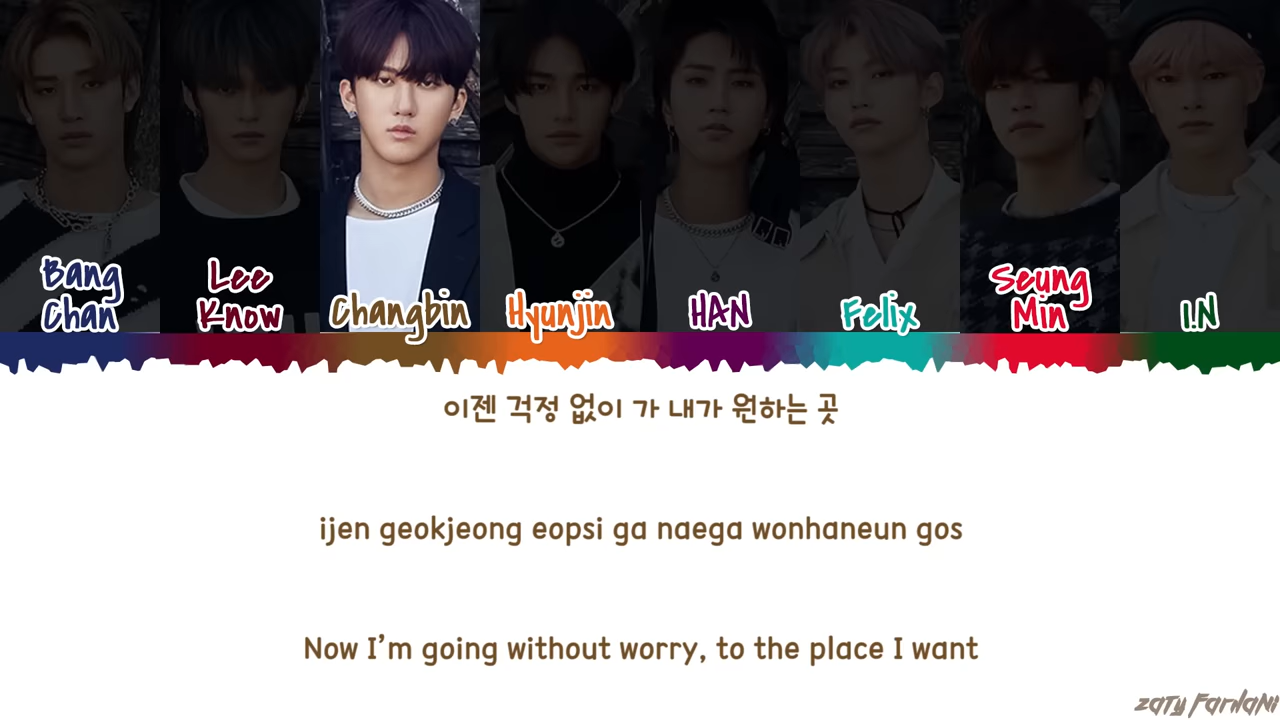 Bang
Chan
Lee
Know
Changbin
Hyunjin
HAN
Felix
Seung
Min
I.N
이젠 걱정 없이 가 내가 원하는 곳
ijen geokjeong eopsi ga naega wonhaneun gos
Now I’m going without worry, to the place I want
ZATY FARHANI